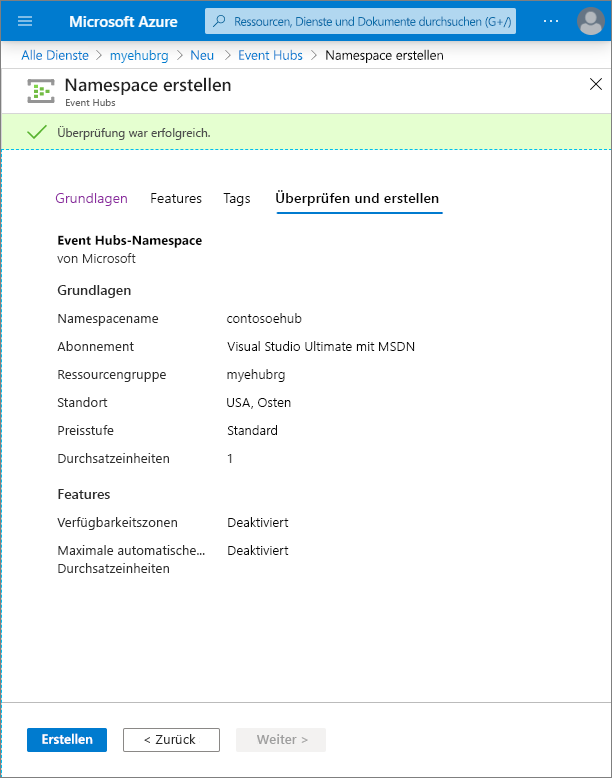 Microsoft Azure
Ressourcen, Dienste und Dokumente durchsuchen (G+/)
...
Alle Dienste > myehubrg > Neu > Event Hubs > Namespace erstellen
Namespace erstellen
Event Hubs
Überprüfung war erfolgreich.
Grundlagen Features Tags Überprüfen und erstellen
Event Hubs-Namespace
von Microsoft
Grundlagen
Namespacename contosoehub
Abonnement Visual Studio Ultimate mit MSDN
Ressourcengruppe myehubrg
Standort USA, Osten
Preisstufe Standard
Durchsatzeinheiten 1
Features
Verfügbarkeitszonen Deaktiviert
Maximale automatische... Deaktiviert
Durchsatzeinheiten
Erstellen < Zurück Weiter >